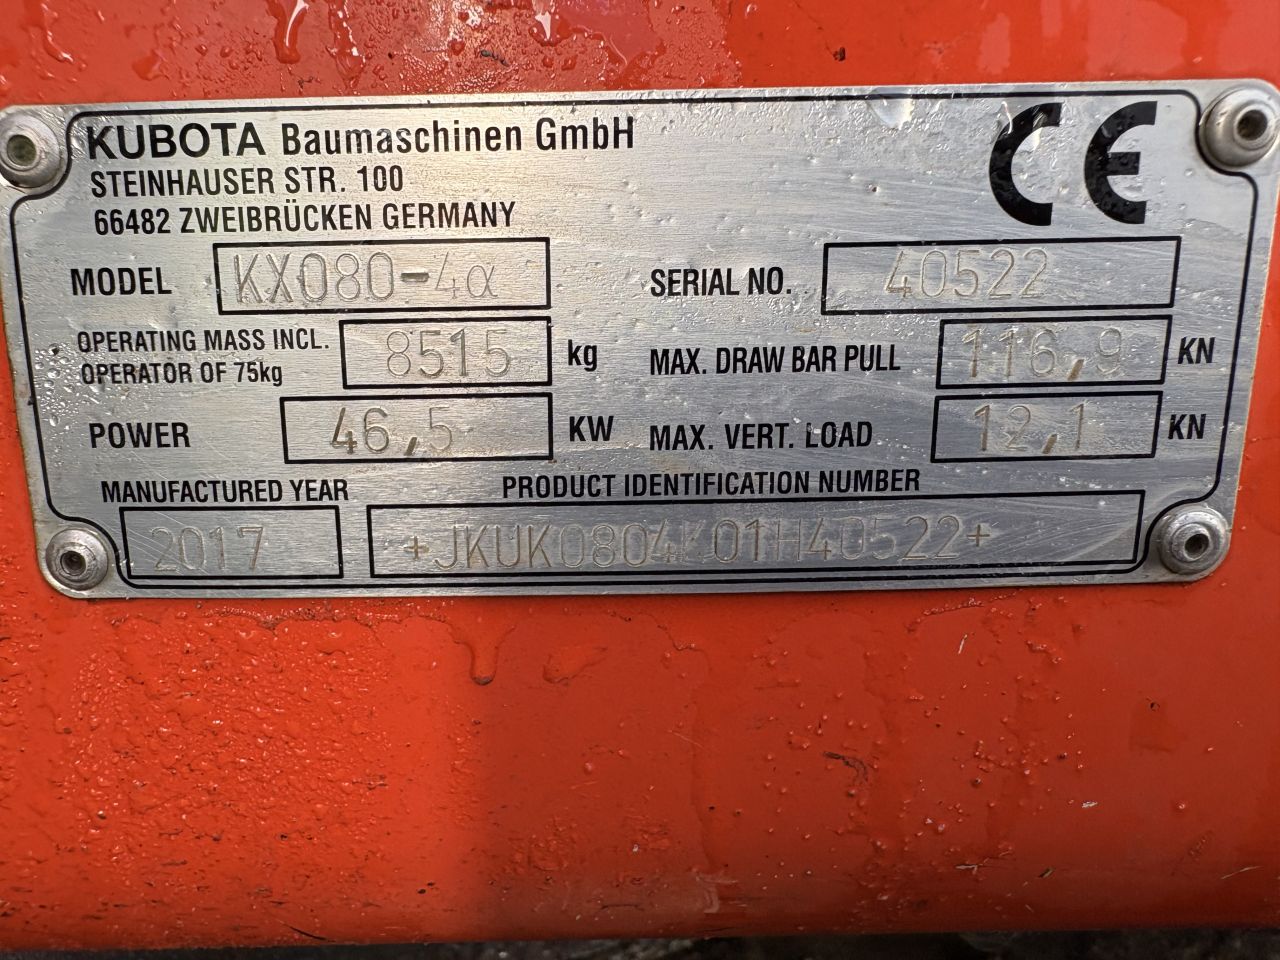 KUBOTA Baumaschinen GmbH
STEINHAUSER STR. 100
66482 ZWEIBRÜCKEN GERMANY
CE
MODEL KX080-4α
SERIAL NO. 40522
OPERATING MASS INCL.
OPERATOR OF 75kg 8515 kg
MAX. DRAW BAR PULL 116,9 KN
POWER 46,5 KW
MAX. VERT. LOAD 12,1 KN
MANUFACTURED YEAR
2017
PRODUCT IDENTIFICATION NUMBER
+JKUK0804K01H40522+